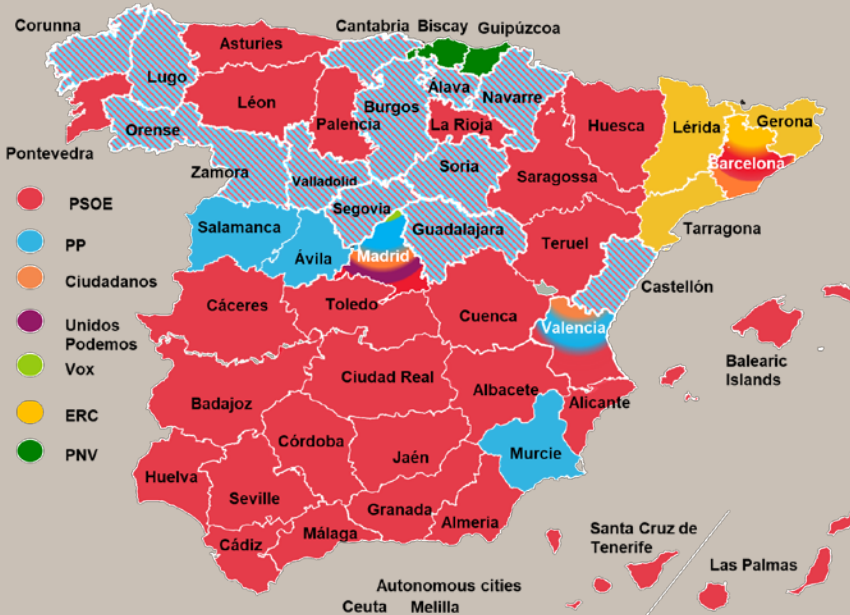 Corunna
Cantabria
Biscay
Guipúzcoa
Asturies
Lugo
Álava
Navarre
Léon
Burgos
Palencia
La Rioja
Huesca
Lérida
Gerona
Orense
Barcelona
Pontevedra
Zamora
Soria
Saragossa
Valladolid
PSOE
Segovia
Salamanca
Guadalajara
Tarragona
PP
Ávila
Madrid
Teruel
Ciudadanos
Castellón
Cáceres
Toledo
Cuenca
Valencia
Unidos
Podemos
Vox
Balearic
Islands
Ciudad Real
Albacete
Badajoz
Alicante
ERC
Córdoba
PNV
Jaén
Murcie
Huelva
Seville
Granada
Almeria
Málaga
Cádiz
Santa Cruz de
Tenerife
Las Palmas
Autonomous cities
Ceuta
Melilla